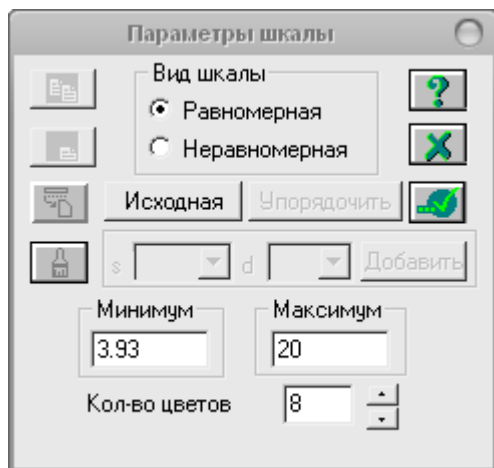 Параметры шкалы
Вид шкалы
Равномерная
Неравномерная
Исходная Упорядочить
s d Добавить
Минимум Максимум
3.93 20
Кол-во цветов 8